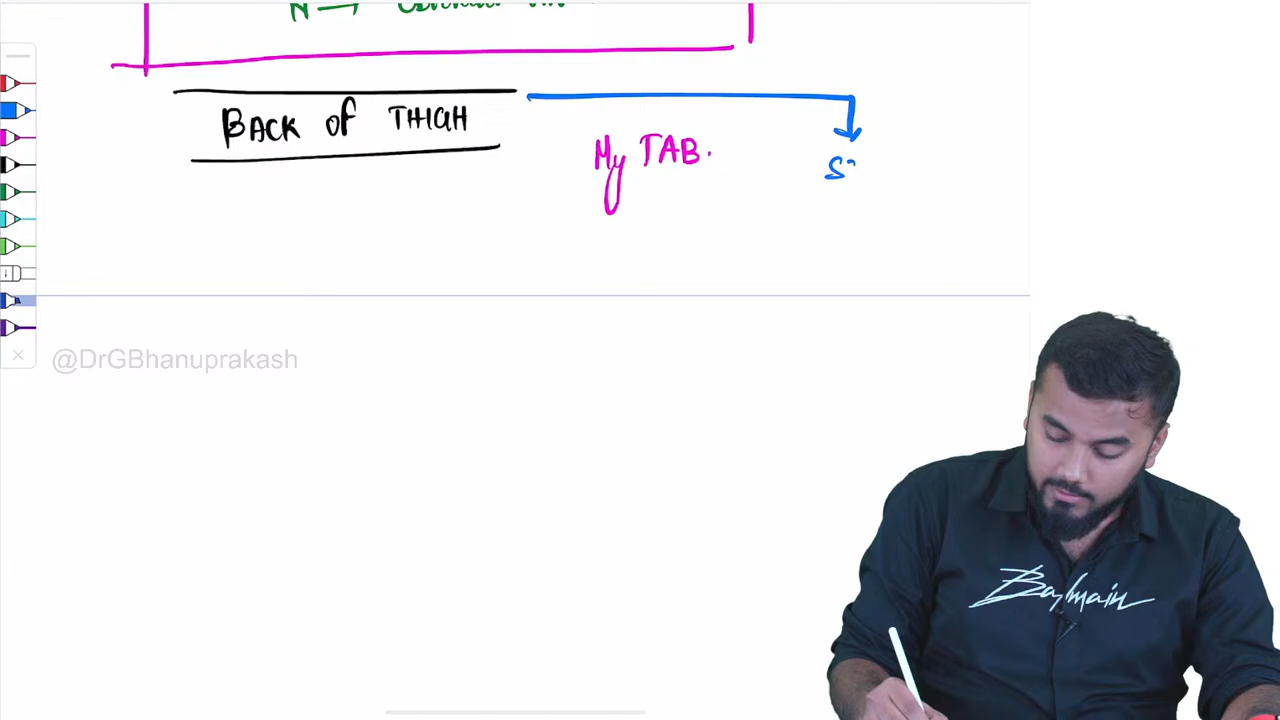 N →
BACK OF THIGH
My TAB.
S
@DrGBhanuprakash
Balmain